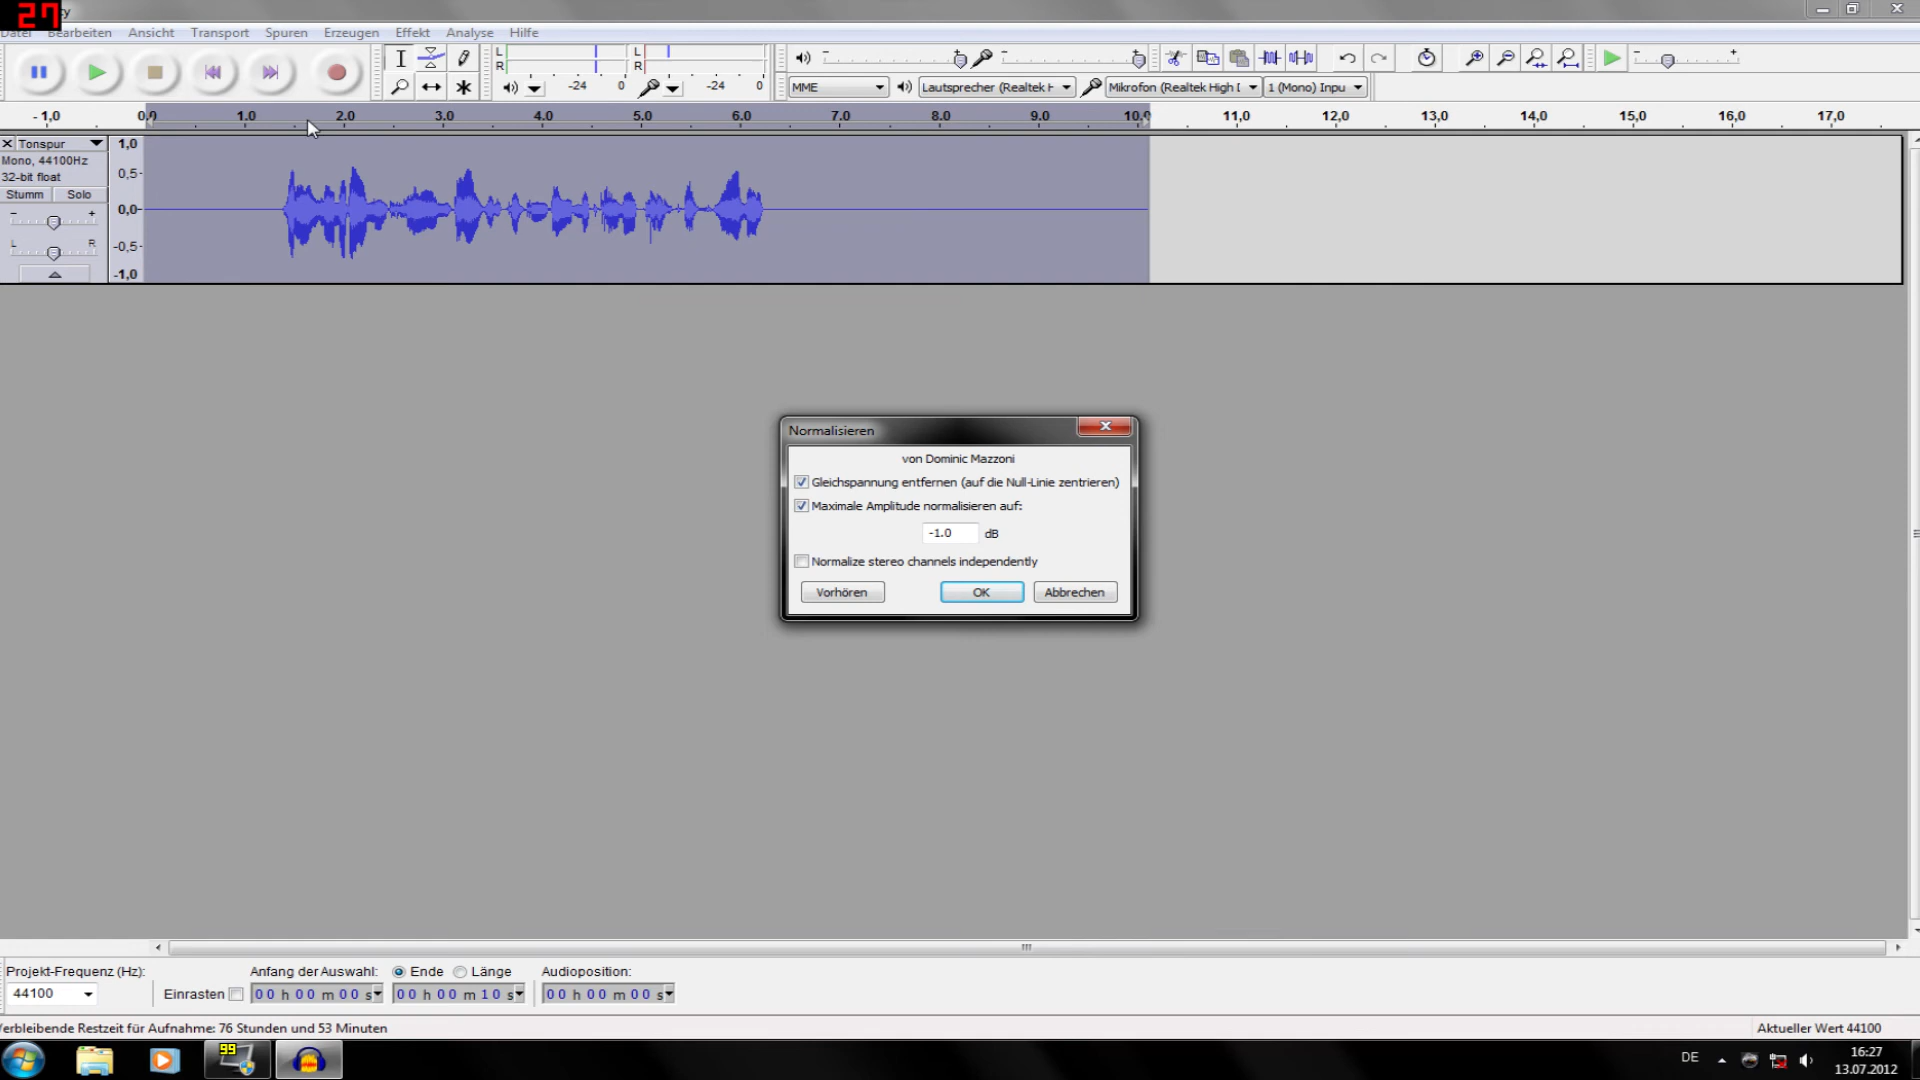 27
Datei Bearbeiten Ansicht Transport Spuren Erzeugen Effekt Analyse Hilfe
L R -24 0 L R -24 0
MME Lautsprecher (Realtek H Mikrofon (Realtek High I 1 (Mono) Inpu
-1,0 0,0 1,0 2,0 3,0 4,0 5,0 6,0 7,0 8,0 9,0 10,0 11,0 12,0 13,0 14,0 15,0 16,0 17,0
Tonspur 1,0
Mono, 44100Hz
32-bit float 0,5-
Stumm Solo
- + 0,0-
L R -0,5-
-1,0
Normalisieren
von Dominic Mazzoni
Gleichspannung entfernen (auf die Null-Linie zentrieren)
Maximale Amplitude normalisieren auf:
-1.0 dB
Normalize stereo channels independently
Vorhören OK Abbrechen
Projekt-Frequenz (Hz): Anfang der Auswahl: Ende Länge Audioposition:
44100 Einrasten 00 h 00 m 00 s 00 h 00 m 10 s 00 h 00 m 00 s
erbleibende Restzeit für Aufnahme: 76 Stunden und 53 Minuten Aktueller Wert 44100
99 DE 16:27
13.07.2012